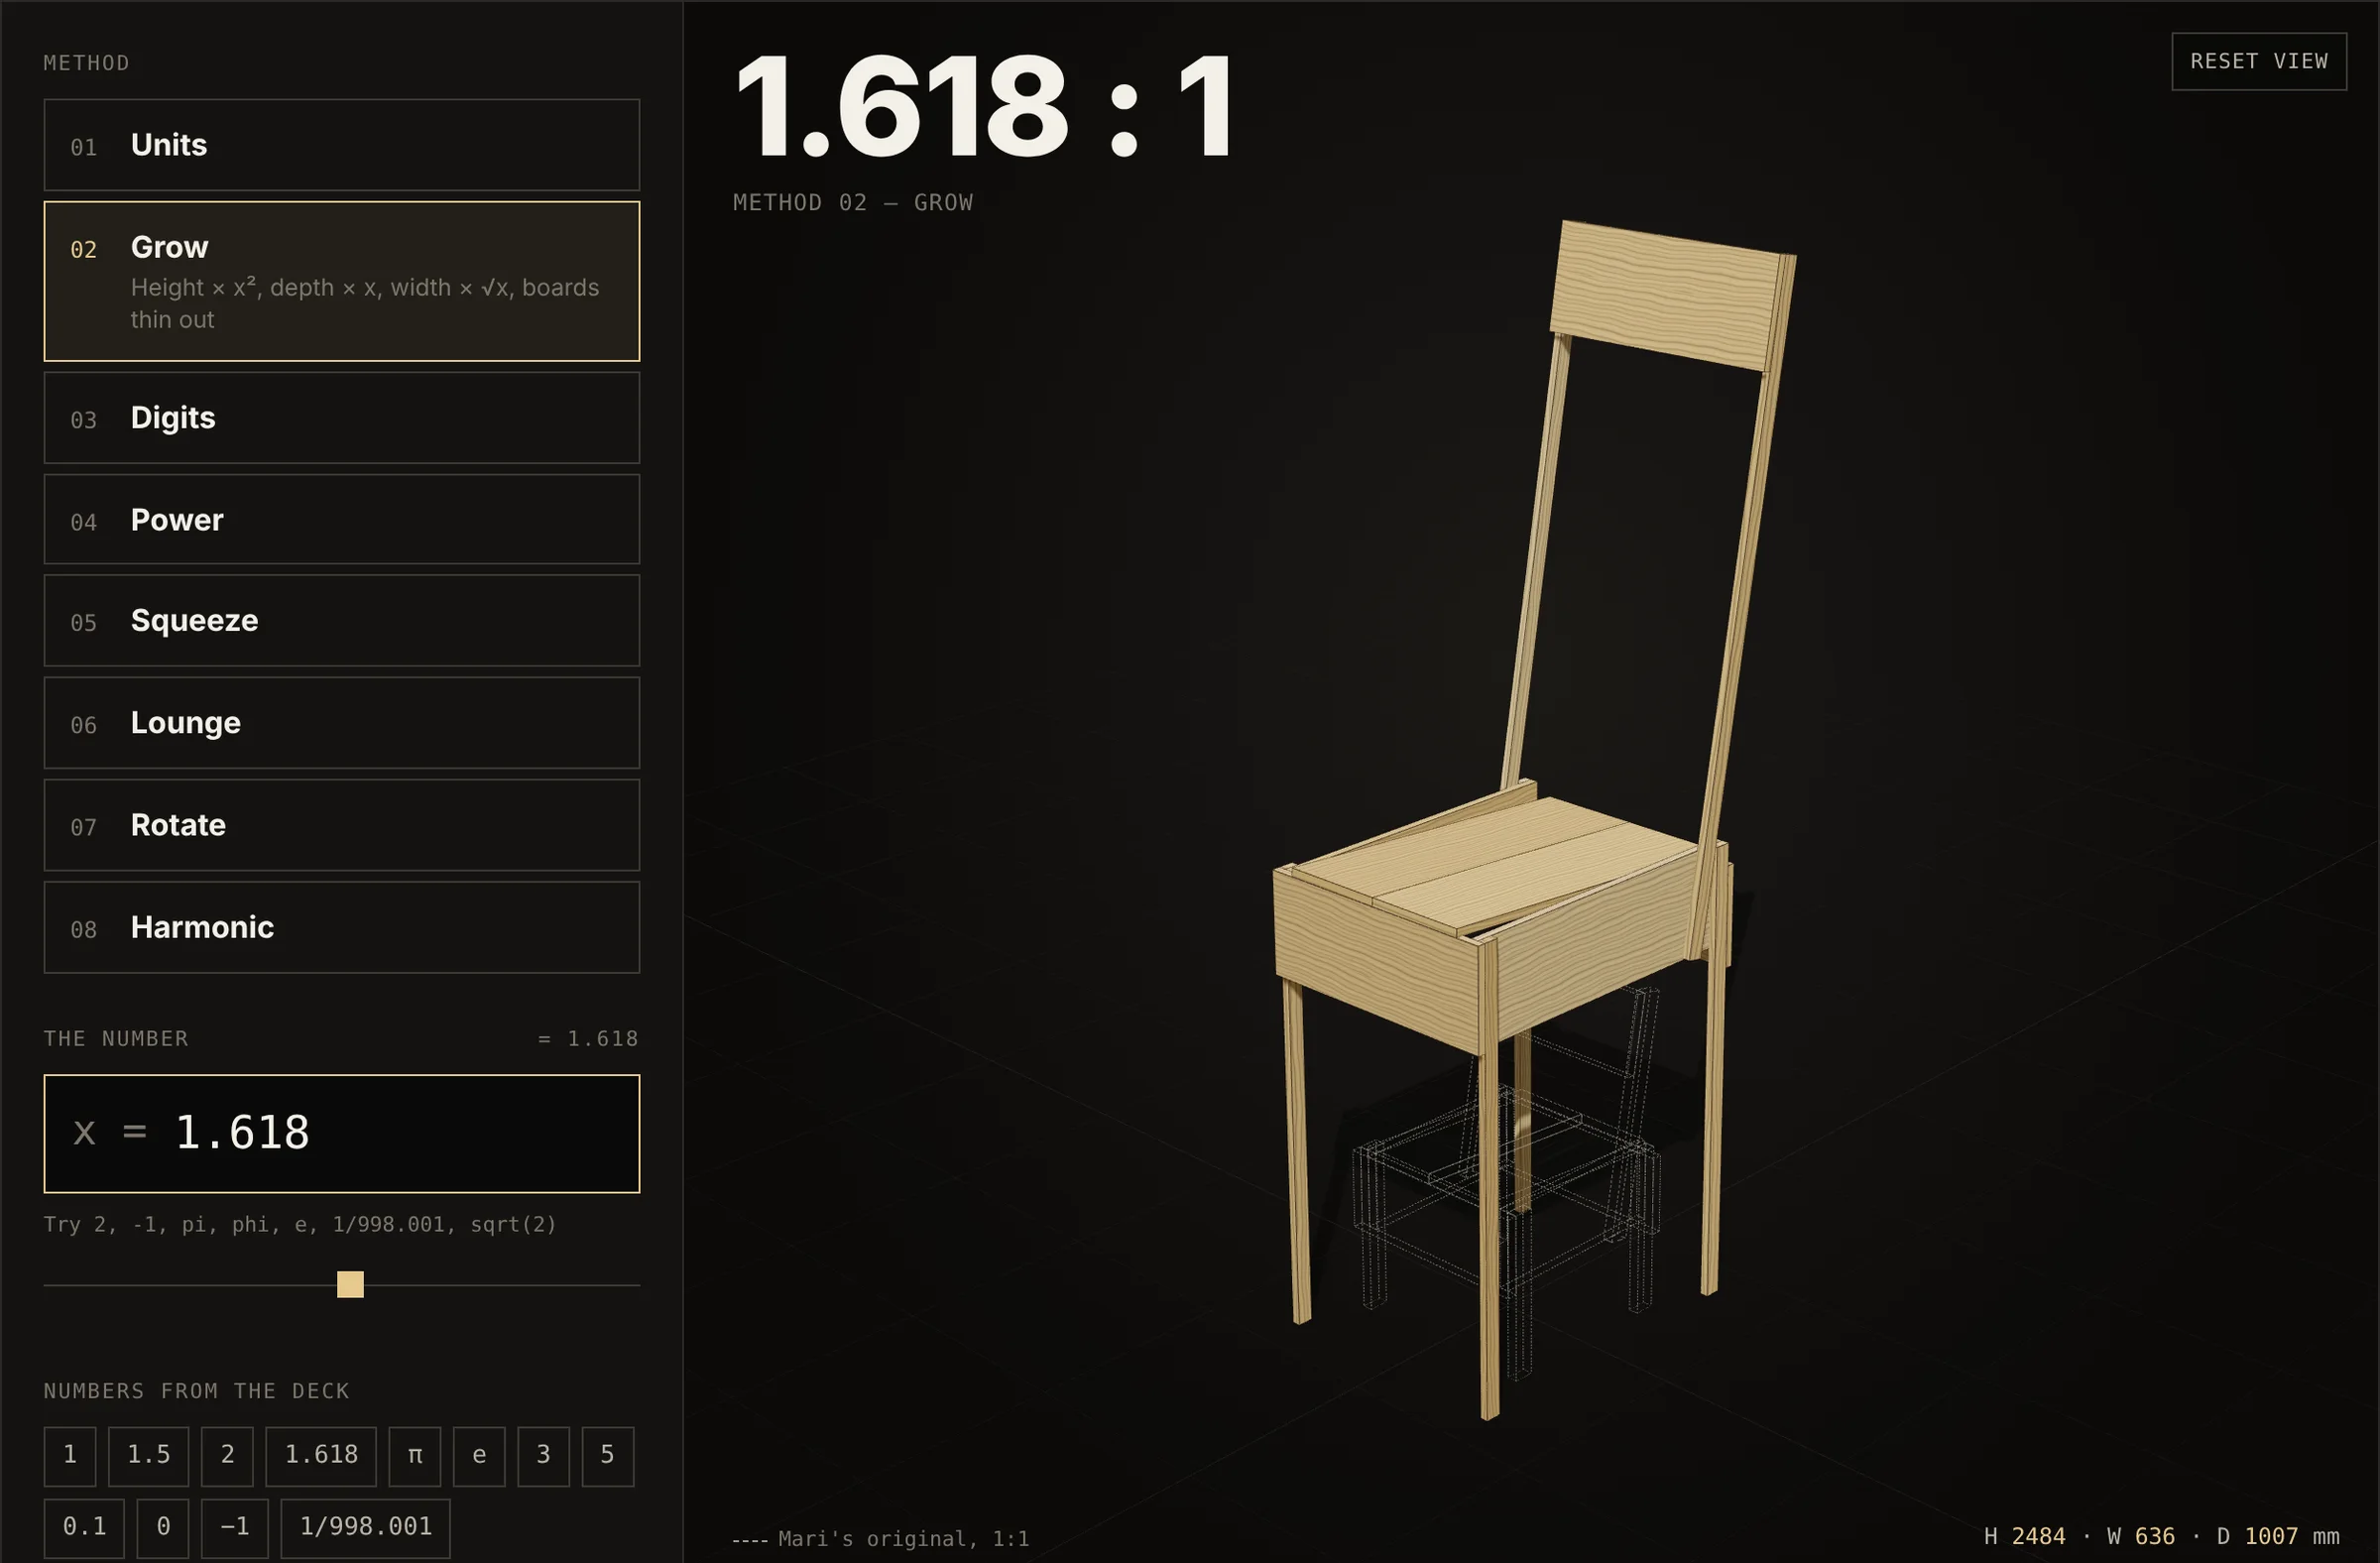 METHOD
01 Units
02 Grow
Height × x², depth × x, width × √x, boards
thin out
03 Digits
04 Power
05 Squeeze
06 Lounge
07 Rotate
08 Harmonic
THE NUMBER = 1.618
x = 1.618
Try 2, -1, pi, phi, e, 1/998.001, sqrt(2)
NUMBERS FROM THE DECK
1 1.5 2 1.618 π e 3 5
0.1 0 −1 1/998.001
1.618 : 1
METHOD 02 — GROW
RESET VIEW
Mari's original, 1:1
H 2484 · W 636 · D 1007 mm